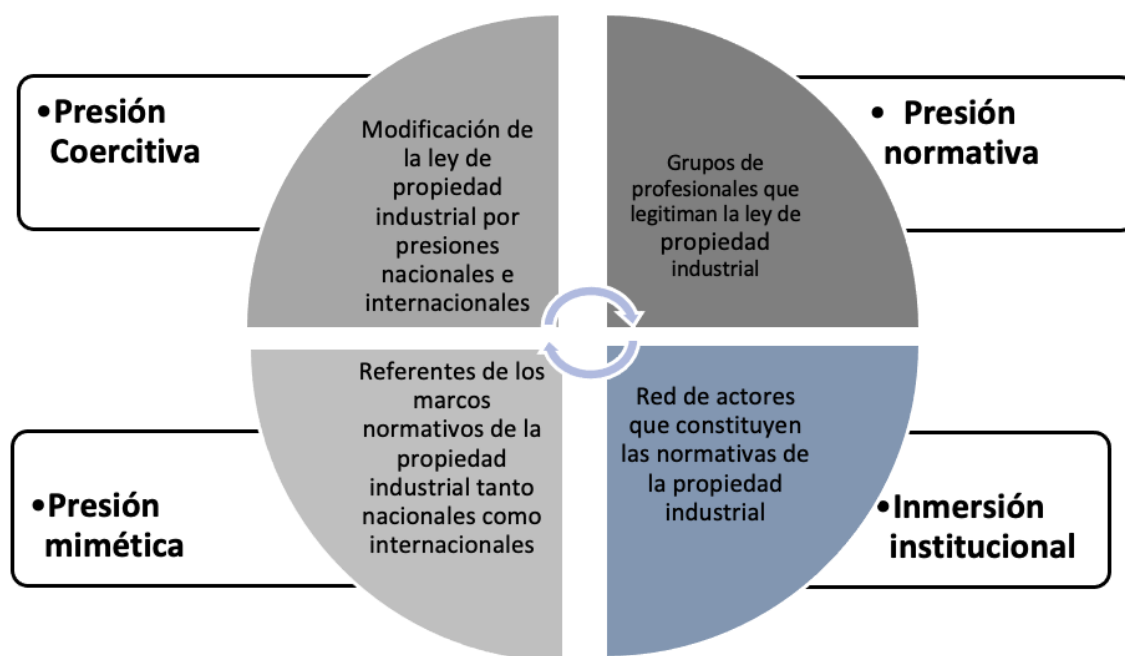 •Presión
Coercitiva
Modificación de
la ley de
propiedad
industrial por
presiones
nacionales e
internacionales
Grupos de
profesionales que
legitiman la ley de
propiedad
industrial
• Presión
normativa
•Presión
mimética
Referentes de los
marcos
normativos de la
propiedad
industrial tanto
nacionales como
internacionales
Red de actores
que constituyen
las normativas de
la propiedad
industrial
•Inmersión
institucional